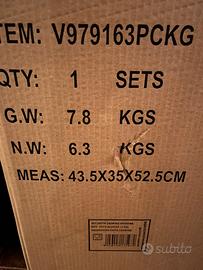 TEM: V979163PCKG
QTY: 1 SETS
G.W: 7.8 KGS
N.W: 6.3 KGS
MEAS: 43.5X35X52.5CM
subito